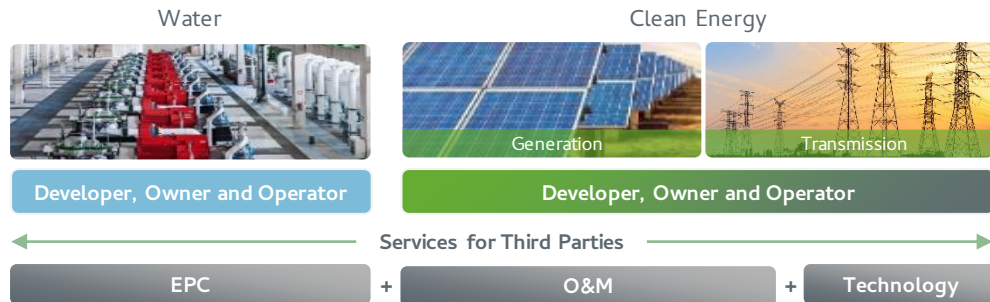 Water
Clean Energy
Generation
Transmission
Developer, Owner and Operator
Developer, Owner and Operator
Services for Third Parties
EPC
+
O&M
+
Technology